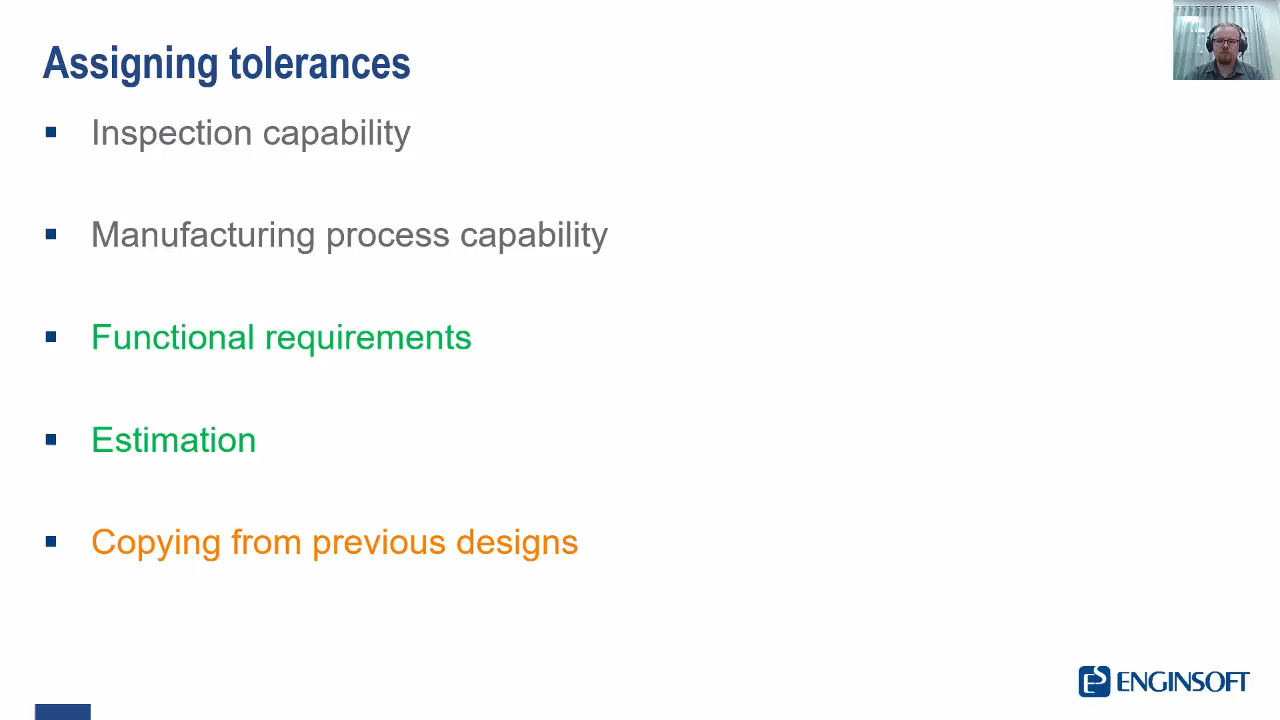 Assigning tolerances
Inspection capability
Manufacturing process capability
Functional requirements
Estimation
Copying from previous designs
ENGINSOFT